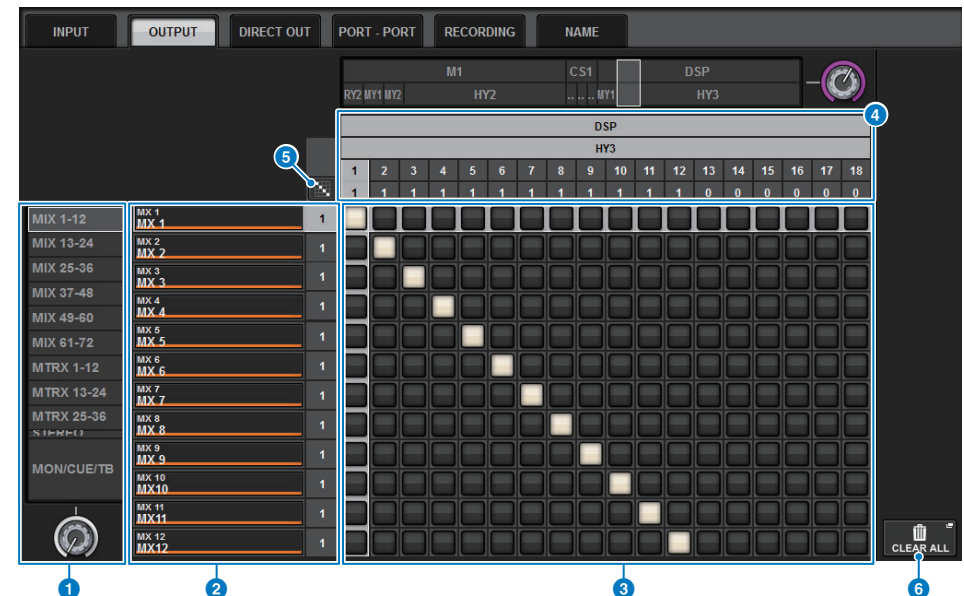 INPUT OUTPUT DIRECT OUT PORT - PORT RECORDING NAME
M1 CS1 DSP
RY2 MY1 MY2 HY2 .. .. .. MY1 HY3
4
DSP
HY3
5
1 2 3 4 5 6 7 8 9 10 11 12 13 14 15 16 17 18
1 1 1 1 1 1 1 1 1 1 1 1 0 0 0 0 0 0
MIX 1-12
MIX 13-24
MIX 25-36
MIX 37-48
MIX 49-60
MIX 61-72
MTRX 1-12
MTRX 13-24
MTRX 25-36
STEREO
MON/CUE/TB
MX 1
MX 1 1
MX 2
MX 2 1
MX 3
MX 3 1
MX 4
MX 4 1
MX 5
MX 5 1
MX 6
MX 6 1
MX 7
MX 7 1
MX 8
MX 8 1
MX 9
MX 9 1
MX 10
MX10 1
MX 11
MX11 1
MX 12
MX12 1
CLEAR ALL
1 2 3 6